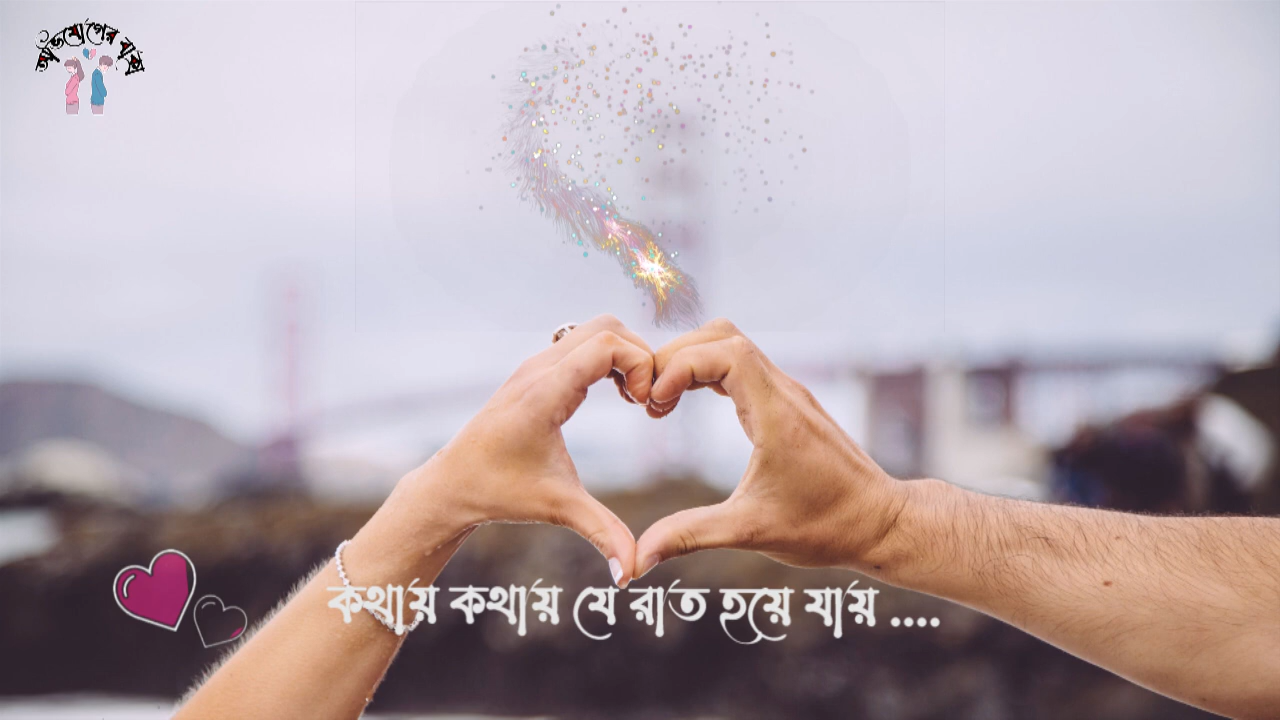 কথায় কথায় যে রাত হয়ে যায় ....